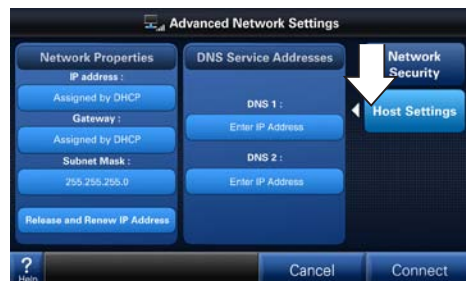 Advanced Network Settings
Network Properties
IP address :
Assigned by DHCP
Gateway :
Assigned by DHCP
Subnet Mask :
255.255.255.0
Release and Renew IP Address
DNS Service Addresses
DNS 1 :
Enter IP Address
DNS 2 :
Enter IP Address
Network
Security
Host Settings
?
Help
Cancel
Connect